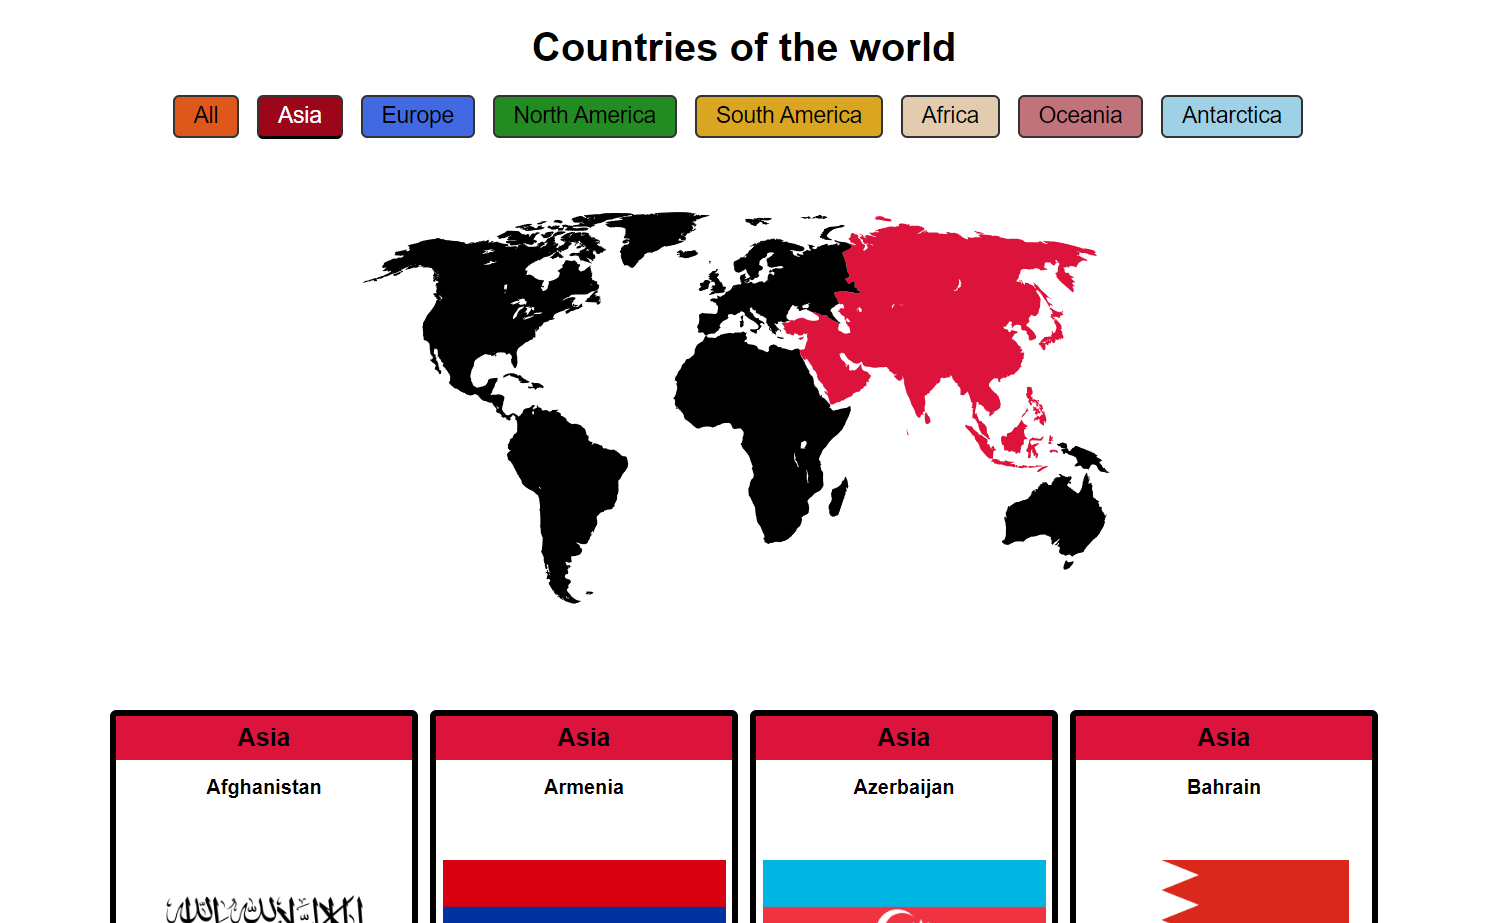 Countries of the world
All Asia Europe North America South America Africa Oceania Antarctica
Asia Asia Asia Asia
Afghanistan Armenia Azerbaijan Bahrain